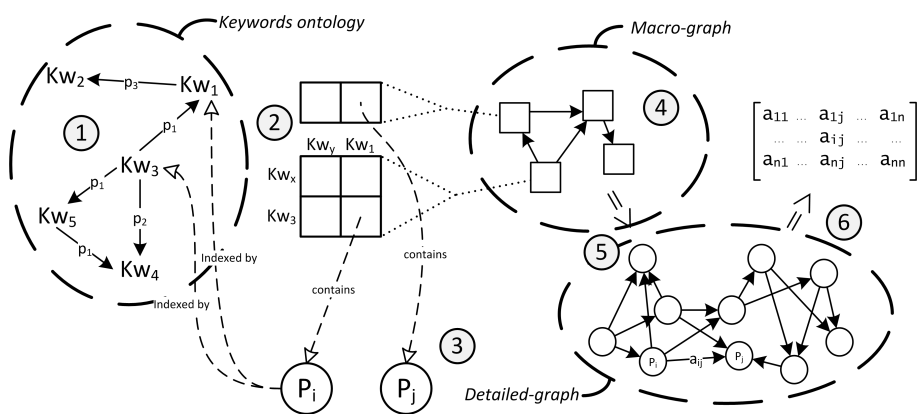 Keywords ontology
Macro-graph
Kw2
p3
Kw1
1
p1
Kw3
p1
p2
Kw5
p1
Kw4
2
Kwy Kw1
Kwx
Kw3
4
a11 ... a1j ... a1n
... ... aij ... ...
an1 ... anj ... ann
Indexed by
Indexed by
contains
contains
3
Pi
Pj
5
6
Pi
aij
Pj
Detailed-graph